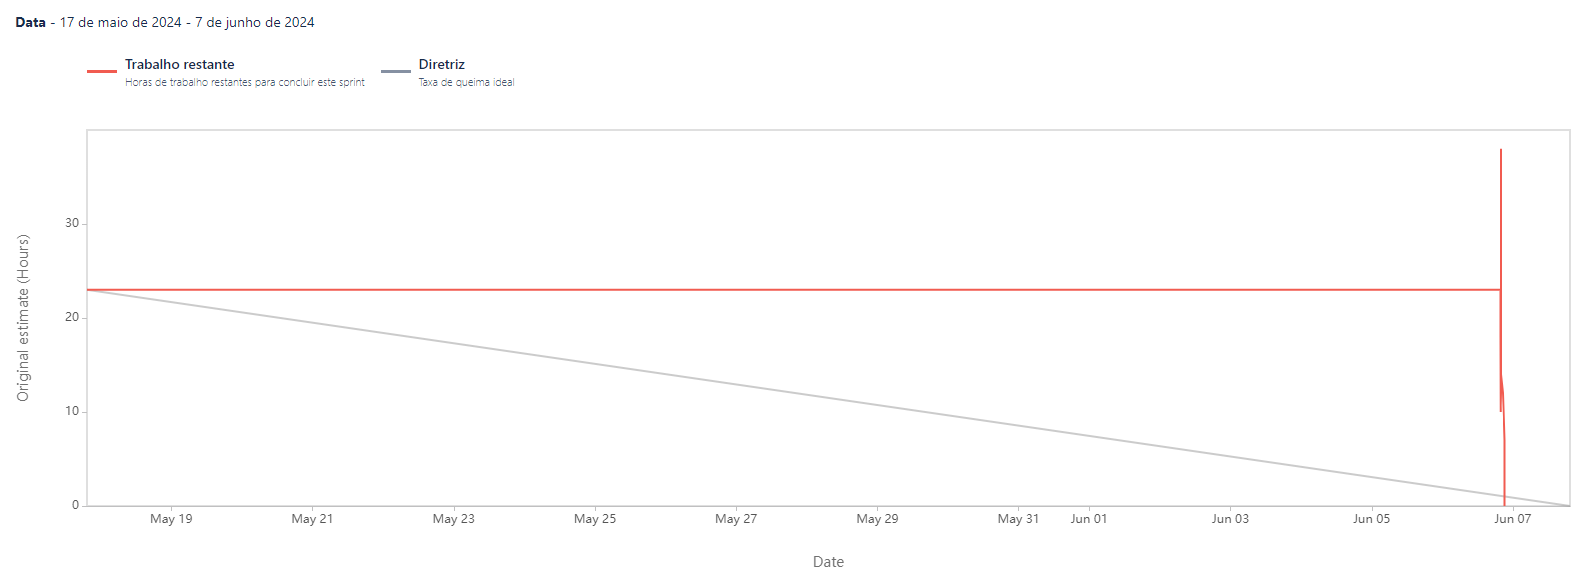 Data - 17 de maio de 2024 - 7 de junho de 2024
Trabalho restante
Horas de trabalho restantes para concluir este sprint
Diretriz
Taxa de queima ideal
Original estimate (Hours)
30
20
10
0
May 19 May 21 May 23 May 25 May 27 May 29 May 31 Jun 01 Jun 03 Jun 05 Jun 07
Date